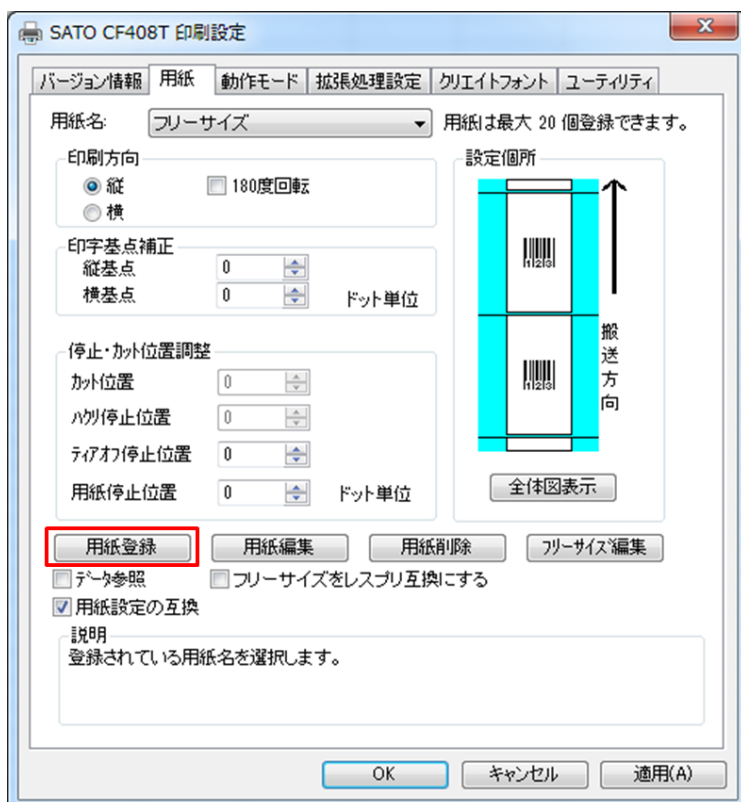 SATO CF408T 印刷設定
バージョン情報 用紙 動作モード 拡張処理設定 クリエイトフォント ユーティリティ
用紙名: フリーサイズ 用紙は最大 20 個登録できます。
印刷方向
縦 180度回転
横
印字基点補正
縦基点 0
横基点 0 ドット単位
停止・カット位置調整
カット位置 0
ハクリ停止位置 0
ティアオフ停止位置 0
用紙停止位置 0 ドット単位
設定個所
123
123
搬送方向
全体図表示
用紙登録 用紙編集 用紙削除 フリーサイズ編集
データ参照 フリーサイズをレスプリ互換にする
用紙設定の互換
説明
登録されている用紙名を選択します。
OK キャンセル 適用(A)